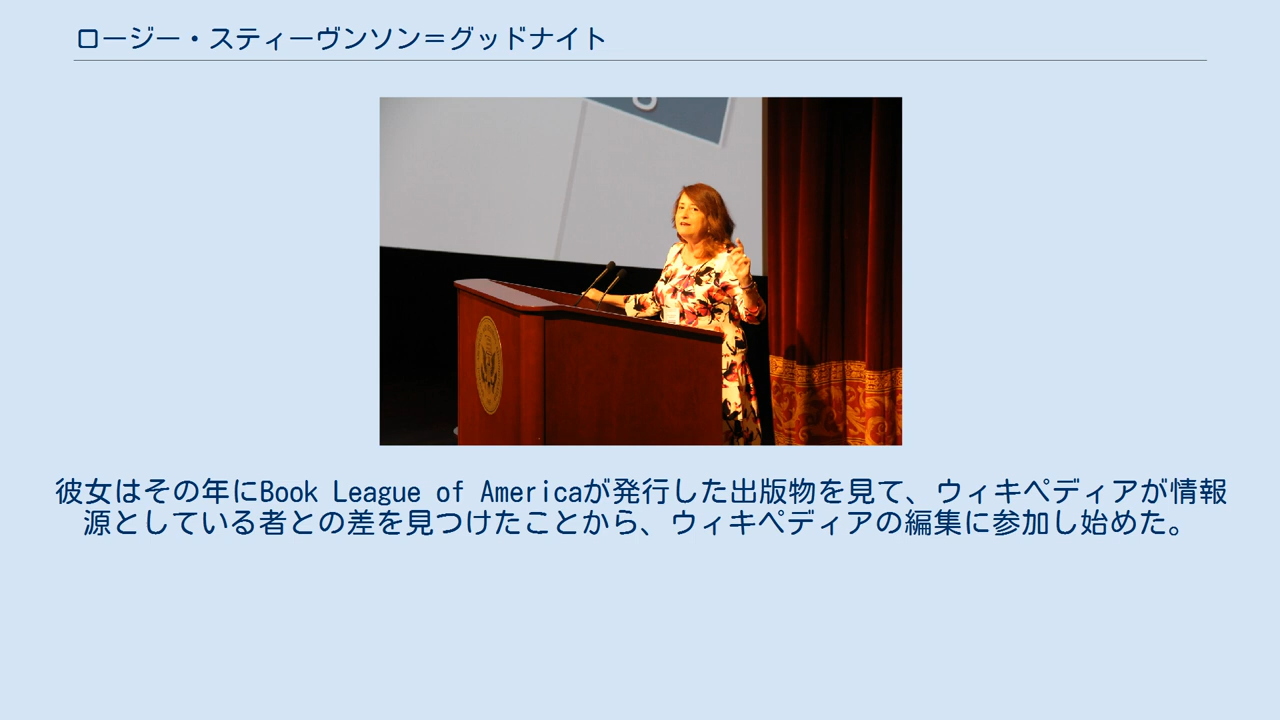 ロージー・スティーヴンソン＝グッドナイト
彼女はその年にBook League of Americaが発行した出版物を見て、ウィキペディアが情報
源としている者との差を見つけたことから、ウィキペディアの編集に参加し始めた。